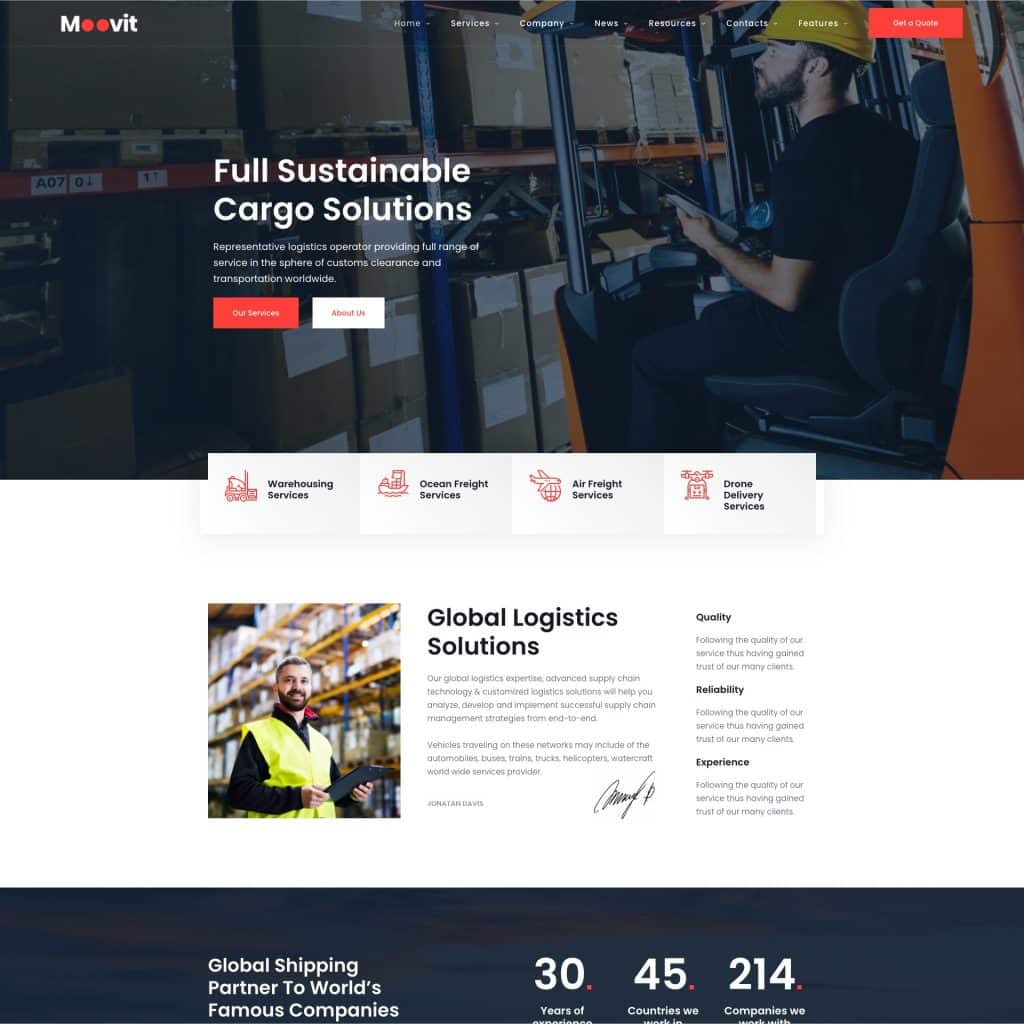 Moovit
Home
Services
Company
News
Resources
Contacts
Features
Get a Quote
A07 0↓
1↑
Full Sustainable
Cargo Solutions
Representative logistics operator providing full range of
service in the sphere of customs clearance and
transportation worldwide.
Our Services
About Us
Warehousing
Services
Ocean Freight
Services
Air Freight
Services
Drone
Delivery
Services
Global Logistics
Solutions
Our global logistics expertise, advanced supply chain
technology & customized logistics solutions will help you
analyze, develop and implement successful supply chain
management strategies from end-to-end.
Vehicles traveling on these networks may include of the
automobiles, buses, trains, trucks, helicopters, watercraft
world wide services provider.
JONATAN DAVIS
Quality
Following the quality of our
service thus having gained
trust of our many clients.
Reliability
Following the quality of our
service thus having gained
trust of our many clients.
Experience
Following the quality of our
service thus having gained
trust of our many clients.
Global Shipping
Partner To World’s
Famous Companies
30.
Years of
experience
45.
Countries we
work in
214.
Companies we
work with